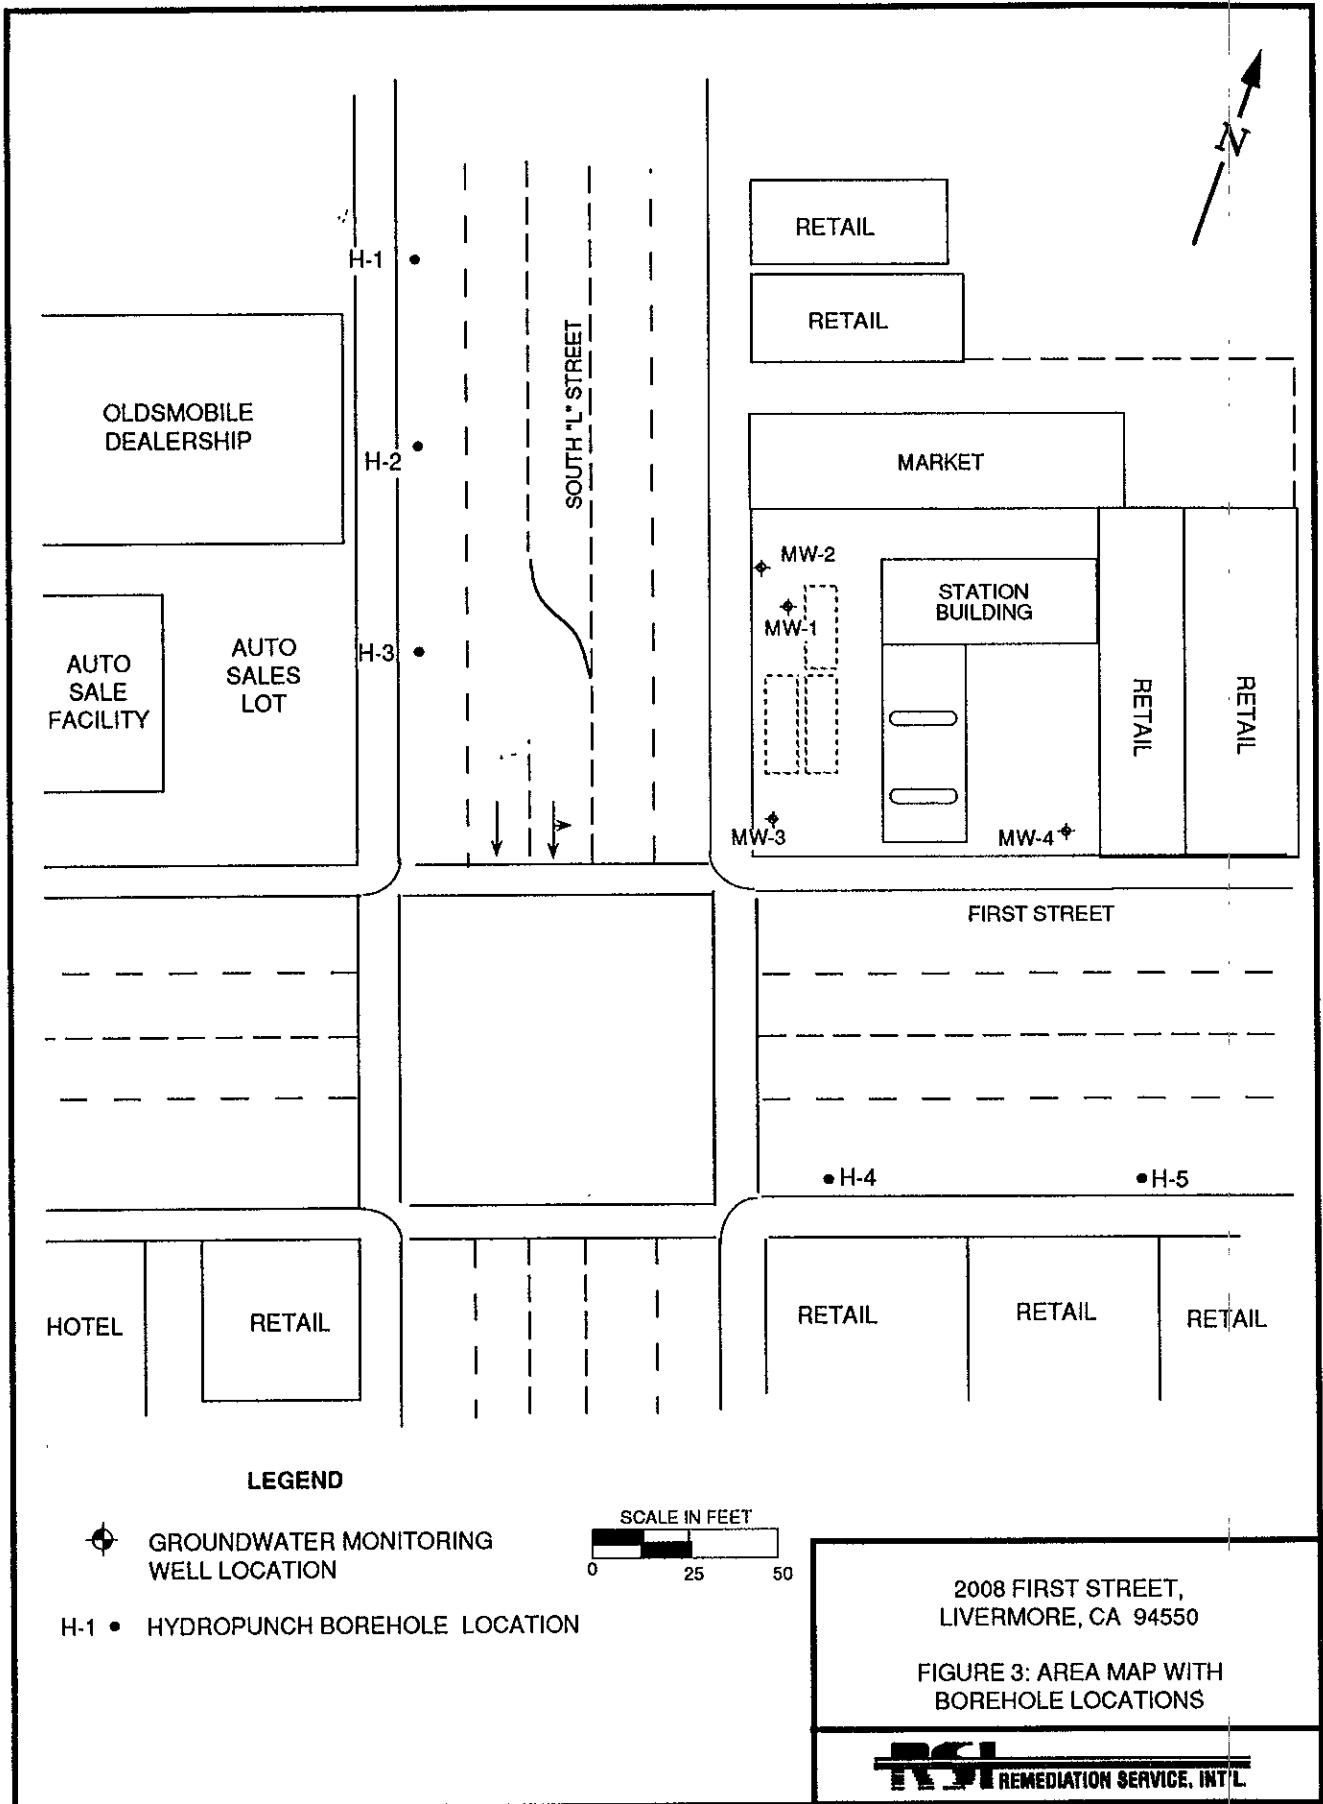 N
RETAIL
H-1
RETAIL
SOUTH "L" STREET
OLDSMOBILE
DEALERSHIP
H-2
MARKET
MW-2
STATION
BUILDING
MW-1
AUTO
SALES
LOT
H-3
AUTO
SALE
FACILITY
RETAIL
RETAIL
MW-3
MW-4
FIRST STREET
H-4
H-5
HOTEL
RETAIL
RETAIL
RETAIL
RETAIL
LEGEND
GROUNDWATER MONITORING
WELL LOCATION
H-1 • HYDROPUNCH BOREHOLE LOCATION
SCALE IN FEET
0 25 50
2008 FIRST STREET,
LIVERMORE, CA 94550
FIGURE 3: AREA MAP WITH
BOREHOLE LOCATIONS
RSI REMEDIATION SERVICE, INT'L.